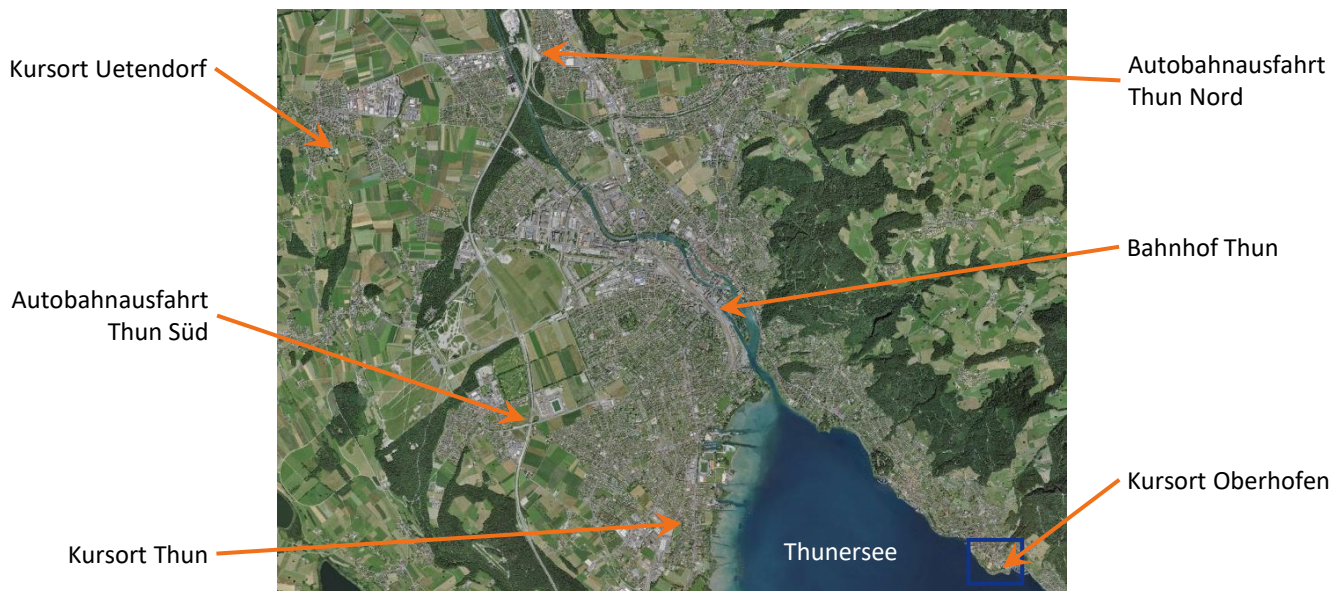 Kursort Uetendorf
Autobahnausfahrt
Thun Nord
Bahnhof Thun
Autobahnausfahrt
Thun Süd
Kursort Oberhofen
Kursort Thun
Thunersee